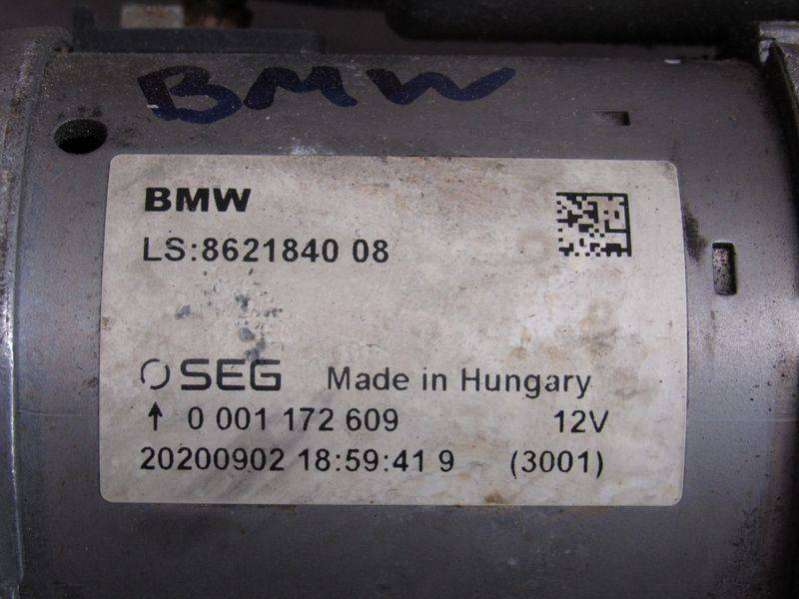 BMW
BMW
LS:8621840 08
SEG Made in Hungary
↑ 0 001 172 609 12V
20200902 18:59:41 9 (3001)